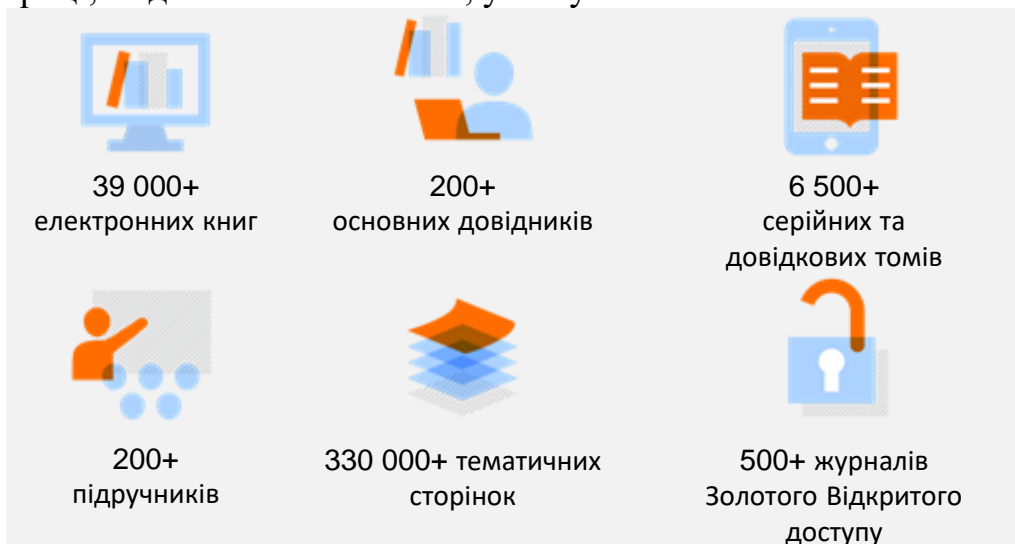 39 000+
електронних книг
200+
основних довідників
6 500+
серійних та
довідкових томів
200+
підручників
330 000+ тематичних
сторінок
500+ журналів
Золотого Відкритого
доступу